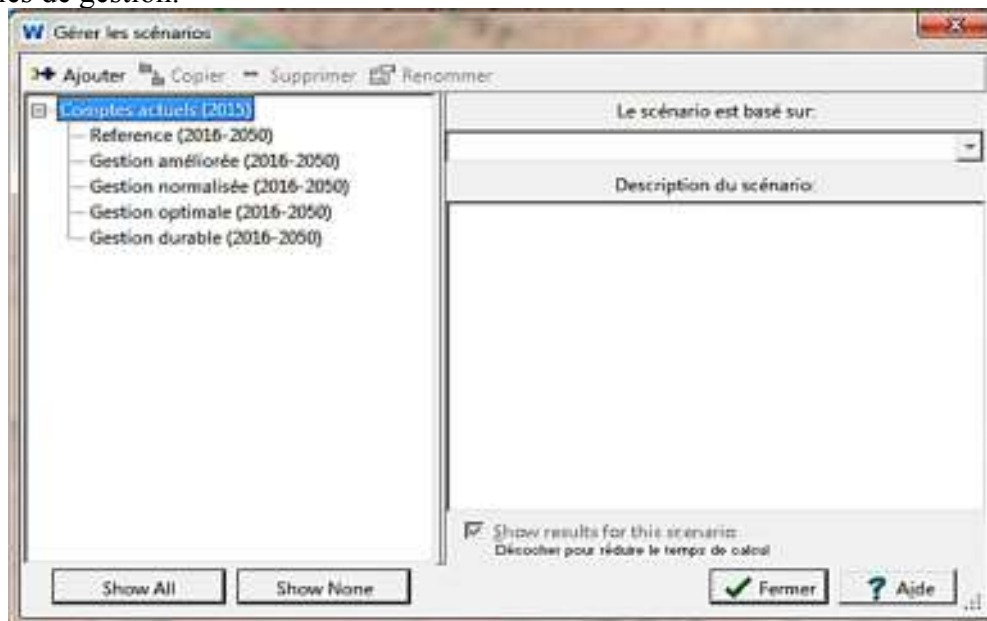 de gestion.
W Gérer les scénarios
Ajouter Copier Supprimer Renommer
Comptes actuels (2015)
Reference (2016-2050)
Gestion améliorée (2016-2050)
Gestion normalisée (2016-2050)
Gestion optimale (2016-2050)
Gestion durable (2016-2050)
Le scénario est basé sur:
Description du scénario:
Show results for this scenario
Décocher pour réduire le temps de calcul
Show All
Show None
Fermer
? Aide